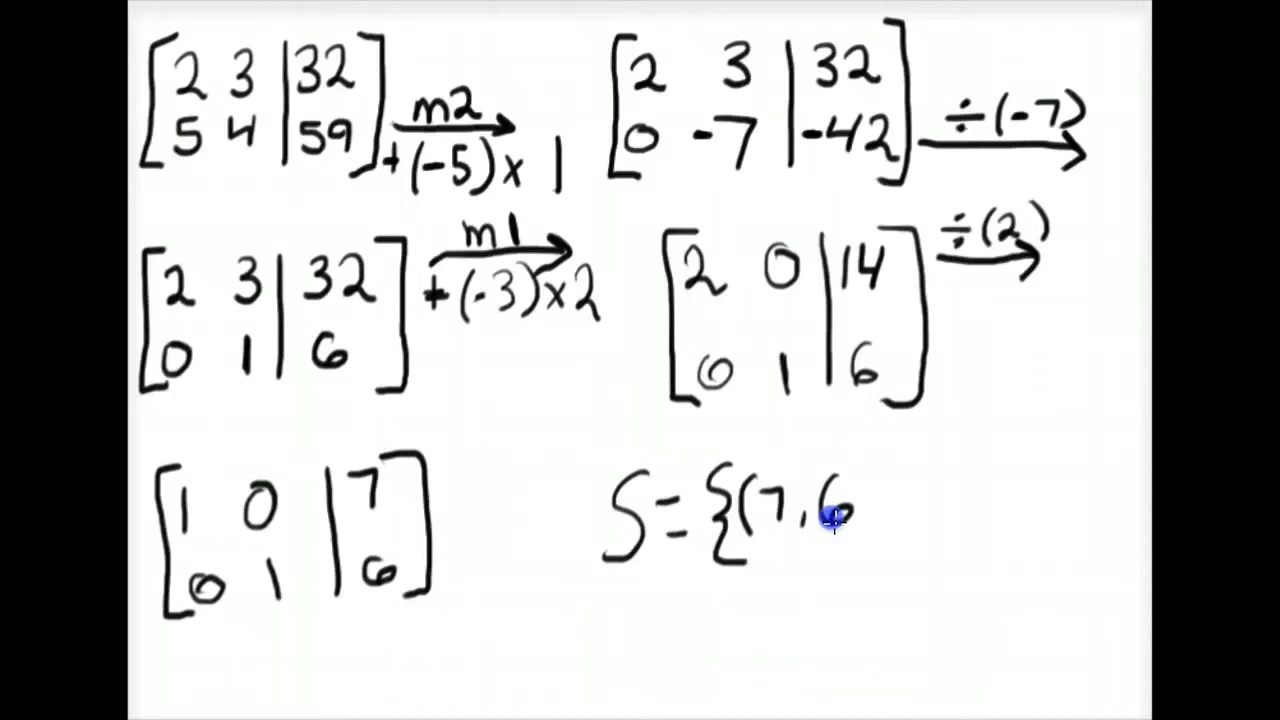 [2 3 | 32] m2 [2 3 | 32] ÷(-7)
[5 4 | 59] +(-5)x 1 [0 -7 | -42]
[2 3 | 32] m1 [2 0 | 14] ÷(2)
[0 1 | 6] +(-3)x2 [0 1 | 6]
[1 0 | 7] S={(7,6
[0 1 | 6]